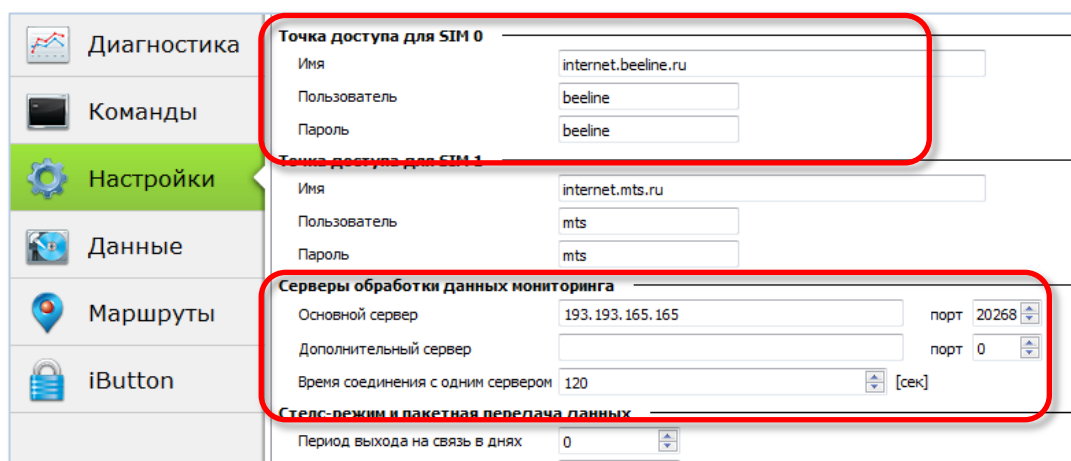 Диагностика
Команды
Настройки
Данные
Маршруты
iButton
Точка доступа для SIM 0
Имя internet.beeline.ru
Пользователь beeline
Пароль beeline
Точка доступа для SIM 1
Имя internet.mts.ru
Пользователь mts
Пароль mts
Серверы обработки данных мониторинга
Основной сервер 193.193.165.165 порт 20268
Дополнительный сервер порт 0
Время соединения с одним сервером 120 [сек]
Стелс-режим и пакетная передача данных
Период выхода на связь в днях 0